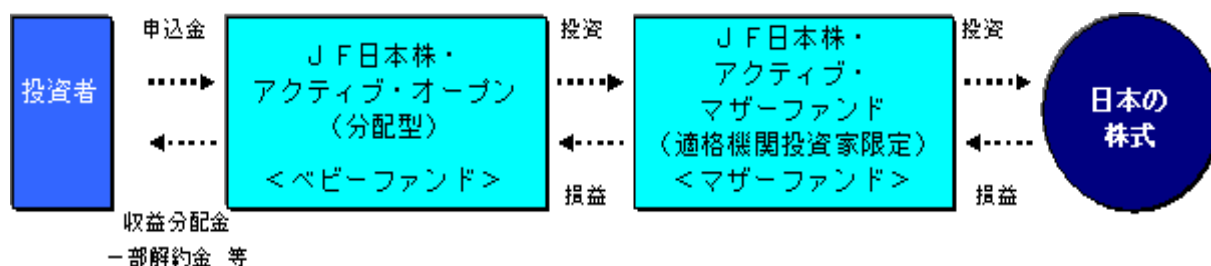 投資者
申込金
収益分配金
一部解約金 等
ＪＦ日本株・
アクティブ・オープン
（分配型）
＜ベビーファンド＞
投資
損益
ＪＦ日本株・
アクティブ・
マザーファンド
（適格機関投資家限定）
＜マザーファンド＞
投資
損益
日本の
株式